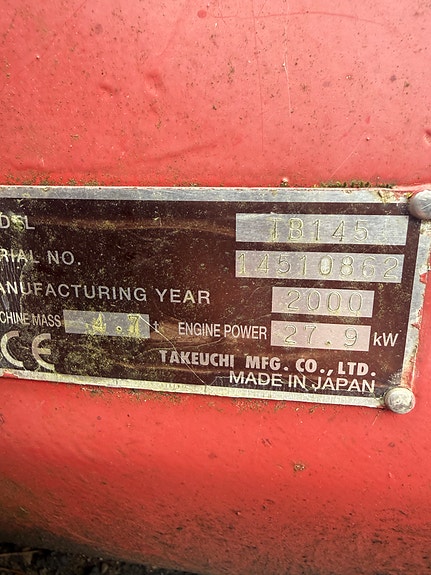 DEL TB145
RIAL NO. 14510862
ANUFACTURING YEAR 2000
CHINE MASS 4.7 t ENGINE POWER 27.9 kW
CE TAKEUCHI MFG. CO., LTD.
MADE IN JAPAN